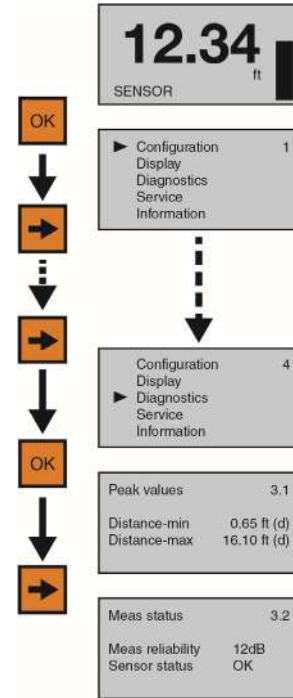 12.34
ft
SENSOR
OK
Configuration 1
Display
Diagnostics
Service
Information
Configuration 4
Display
Diagnostics
Service
Information
OK
Peak values 3.1
Distance-min 0.65 ft (d)
Distance-max 16.10 ft (d)
Meas status 3.2
Meas reliability 12dB
Sensor status OK